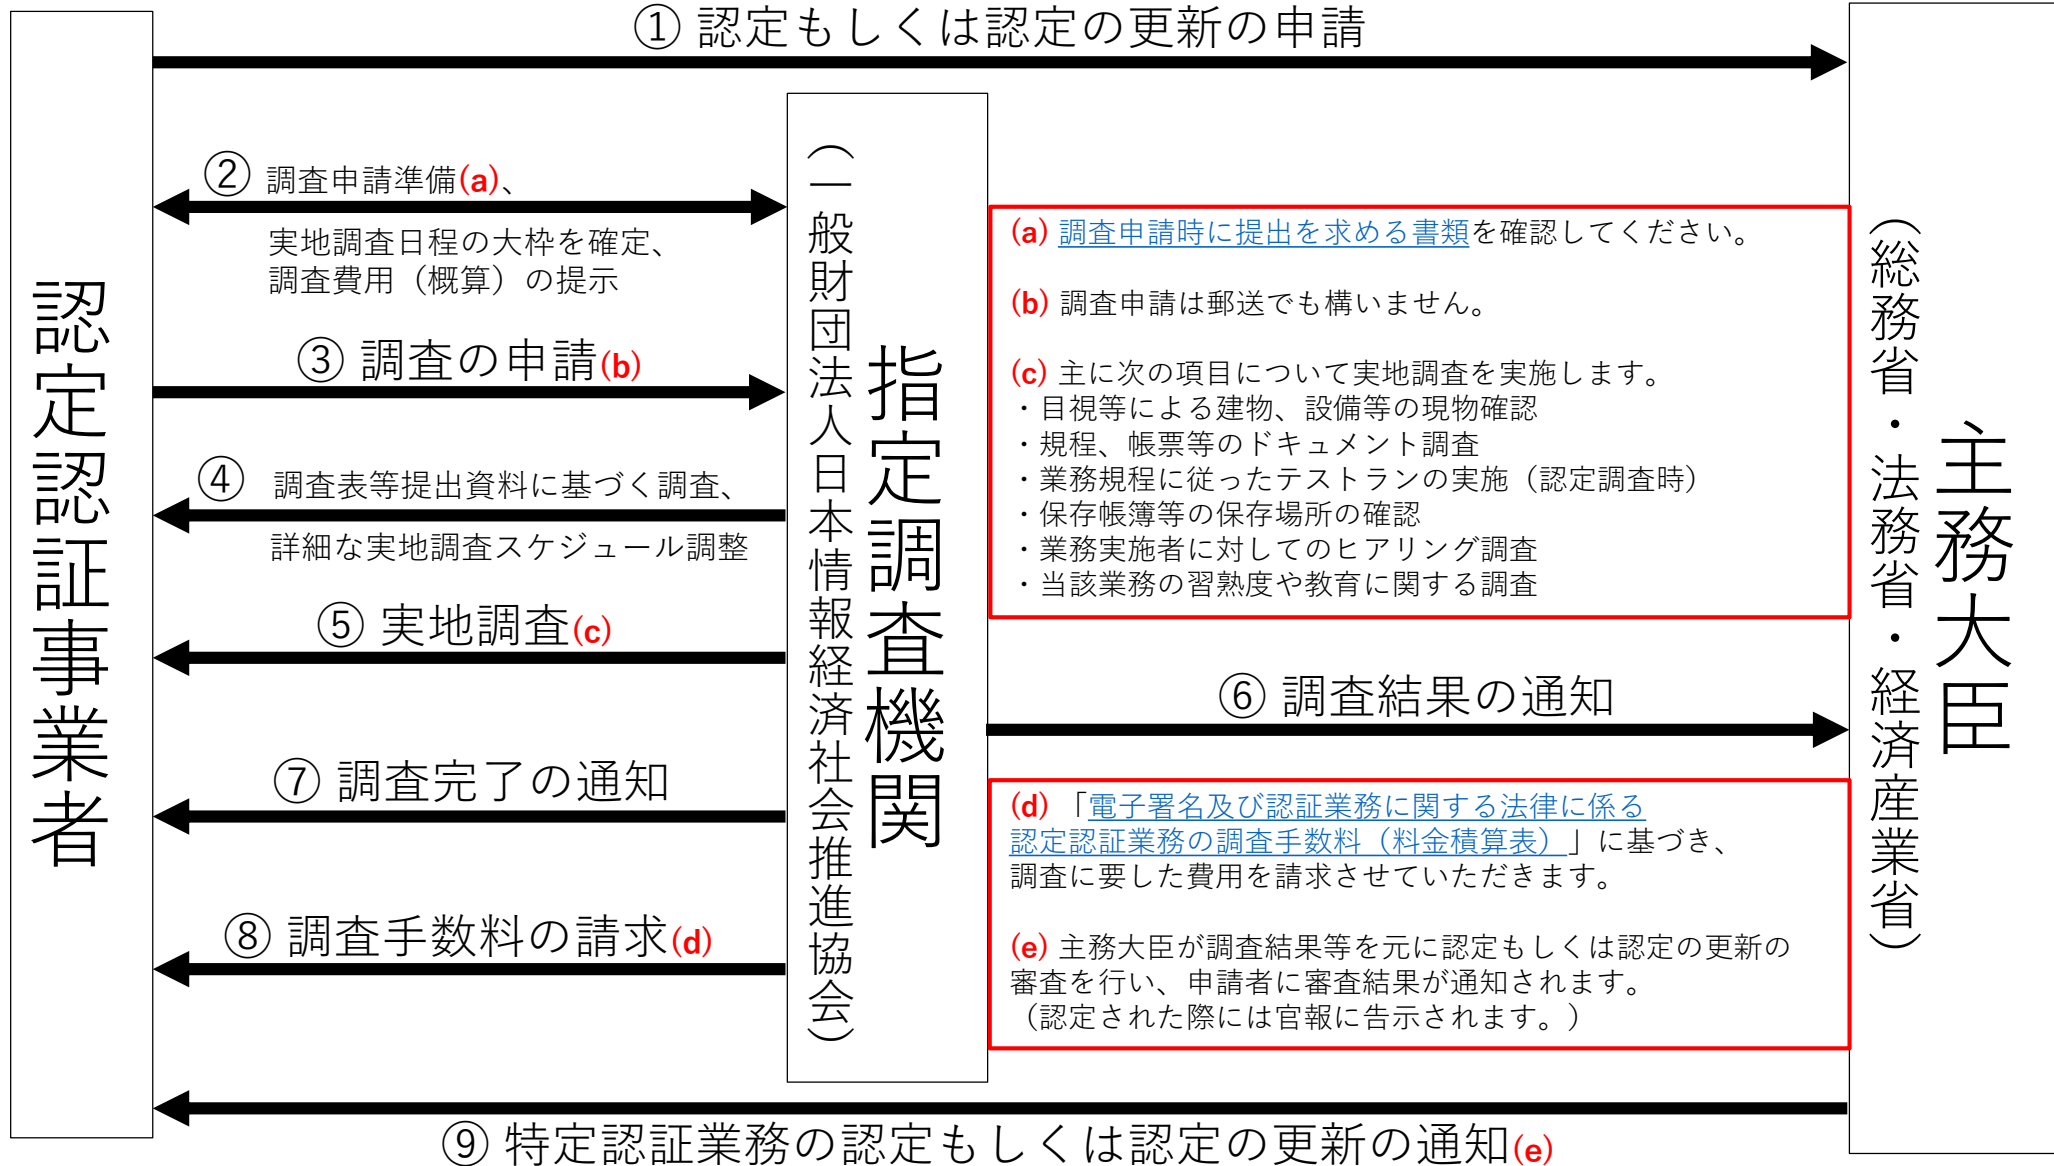 ① 認定もしくは認定の更新の申請
認定認証事業者
② 調査申請準備(a)、
実地調査日程の大枠を確定、
調査費用（概算）の提示
③ 調査の申請(b)
④ 調査表等提出資料に基づく調査、
詳細な実地調査スケジュール調整
⑤ 実地調査(c)
⑦ 調査完了の通知
⑧ 調査手数料の請求(d)
指定調査機関
（一般財団法人日本情報経済社会推進協会）
(a) 調査申請時に提出を求める書類を確認してください。
(b) 調査申請は郵送でも構いません。
(c) 主に次の項目について実地調査を実施します。
・目視等による建物、設備等の現物確認
・規程、帳票等のドキュメント調査
・業務規程に従ったテストランの実施（認定調査時）
・保存帳簿等の保存場所の確認
・業務実施者に対してのヒアリング調査
・当該業務の習熟度や教育に関する調査
⑥ 調査結果の通知
(d) 「電子署名及び認証業務に関する法律に係る
認定認証業務の調査手数料（料金積算表）」に基づき、
調査に要した費用を請求させていただきます。
(e) 主務大臣が調査結果等を元に認定もしくは認定の更新の
審査を行い、申請者に審査結果が通知されます。
（認定された際には官報に告示されます。）
主務大臣
（総務省・法務省・経済産業省）
⑨ 特定認証業務の認定もしくは認定の更新の通知(e)